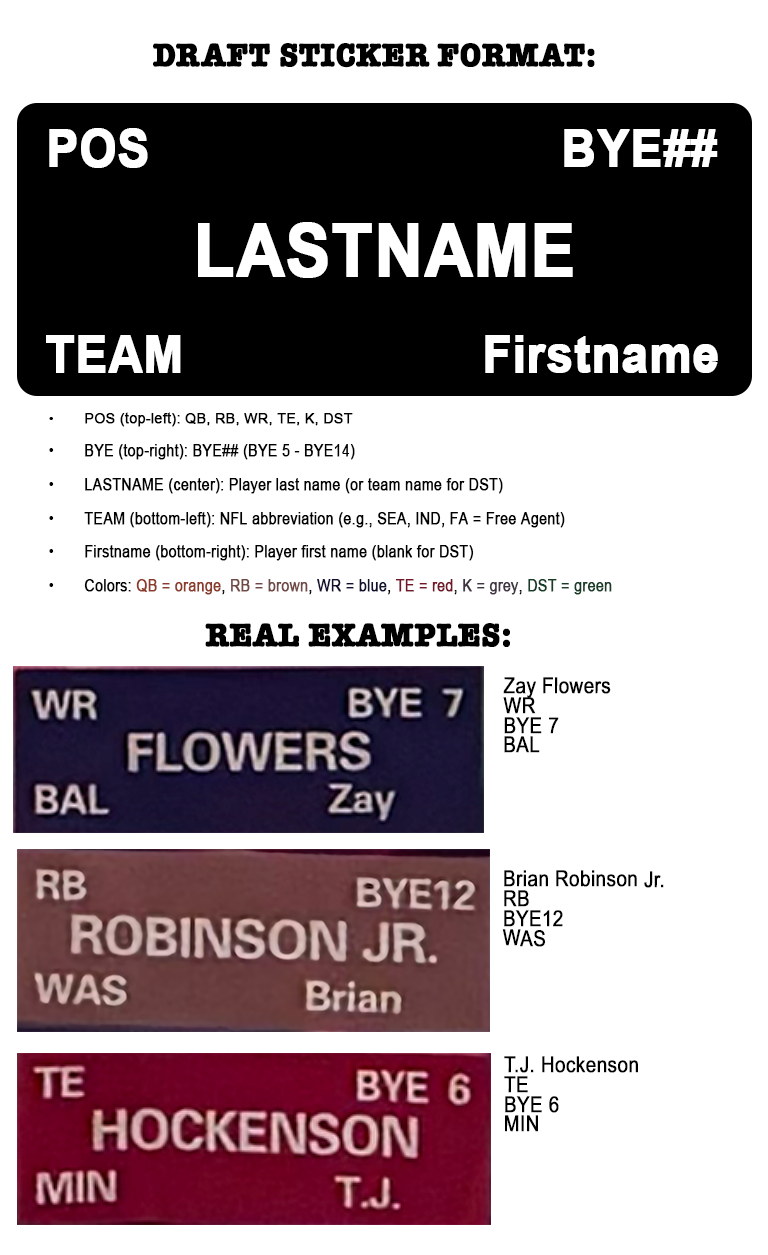 DRAFT STICKER FORMAT:
POS BYE##
LASTNAME
TEAM Firstname
• POS (top-left): QB, RB, WR, TE, K, DST
• BYE (top-right): BYE## (BYE 5 - BYE14)
• LASTNAME (center): Player last name (or team name for DST)
• TEAM (bottom-left): NFL abbreviation (e.g., SEA, IND, FA = Free Agent)
• Firstname (bottom-right): Player first name (blank for DST)
• Colors: QB = orange, RB = brown, WR = blue, TE = red, K = grey, DST = green
REAL EXAMPLES:
WR BYE 7
FLOWERS
BAL Zay
Zay Flowers
WR
BYE 7
BAL
RB BYE12
ROBINSON JR.
WAS Brian
Brian Robinson Jr.
RB
BYE12
WAS
TE BYE 6
HOCKENSON
MIN T.J.
T.J. Hockenson
TE
BYE 6
MIN